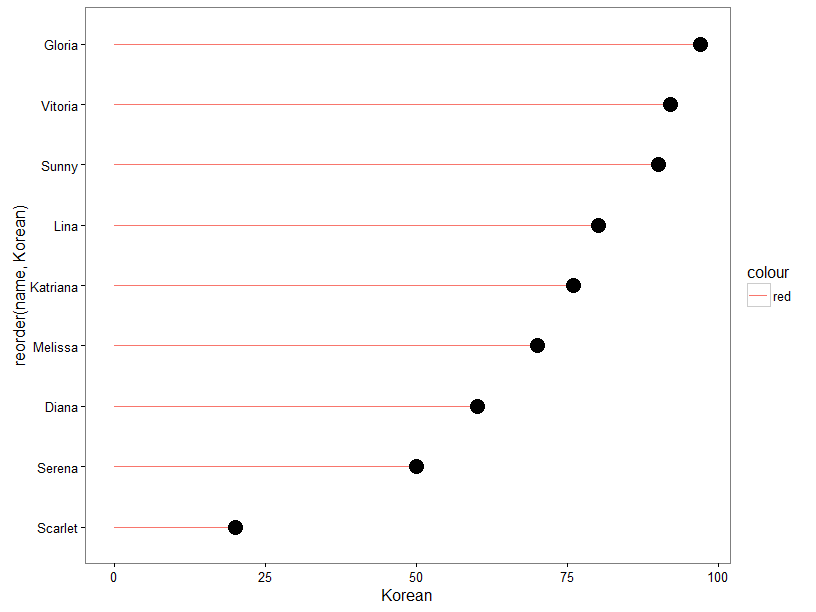 Gloria
Vitoria
Sunny
Lina
Katriana
Melissa
Diana
Serena
Scarlet
reorder(name, Korean)
0 25 50 75 100
Korean
colour
red